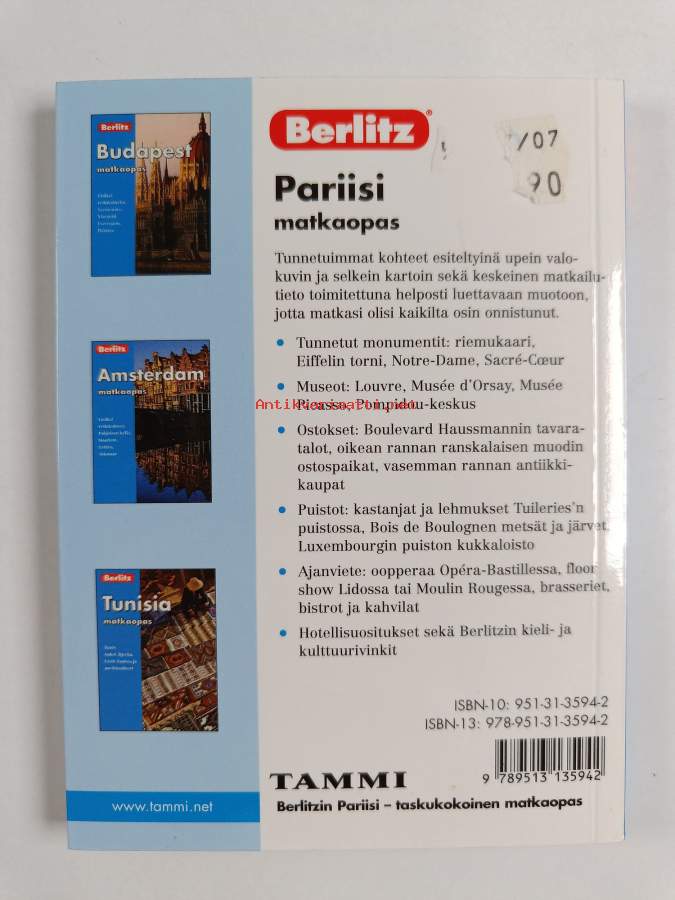 Berlitz
Budapest
matkaopas
Berlitz
Amsterdam
matkaopas
Berlitz
Tunisia
matkaopas
www.tammi.net
Berlitz®
/07
90
Pariisi
matkaopas
Tunnetuimmat kohteet esiteltyinä upein valo-
kuvin ja selkein kartoin sekä keskeinen matkailu-
tieto toimitettuna helposti luettavaan muotoon,
jotta matkasi olisi kaikilta osin onnistunut.
• Tunnetut monumentit: riemukaari,
Eiffelin torni, Notre-Dame, Sacré-Cœur
• Museot: Louvre, Musée d'Orsay, Musée
Picasso, Pompidou-keskus
Antikvariaatti.net
• Ostokset: Boulevard Haussmannin tavara-
talot, oikean rannan ranskalaisen muodin
ostospaikat, vasemman rannan antiikki-
kaupat
• Puistot: kastanjat ja lehmukset Tuileries'n
puistossa, Bois de Boulognen metsät ja järvet,
Luxembourgin puiston kukkaloisto
• Ajanviete: oopperaa Opéra-Bastillessa, floor
show Lidossa tai Moulin Rougessa, brasseriet,
bistrot ja kahvilat
• Hotellisuositukset sekä Berlitzin kieli- ja
kulttuurivinkit
ISBN-10: 951-31-3594-2
ISBN-13: 978-951-31-3594-2
9 789513 135942
TAMMI
Berlitzin Pariisi – taskukokoinen matkaopas